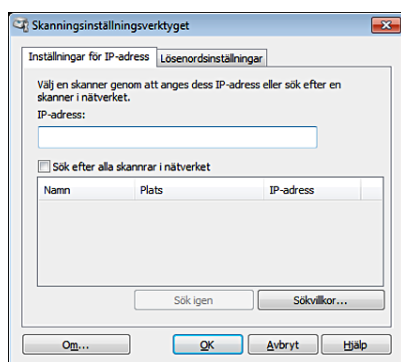 Skanningsinställningsverktyget
Inställningar för IP-adress Lösenordsinställningar
Välj en skanner genom att anges dess IP-adress eller sök efter en
skanner i nätverket.
IP-adress:
Sök efter alla skannrar i nätverket
Namn Plats IP-adress
Sök igen Sökvillkor...
Om... OK Avbryt Hjälp